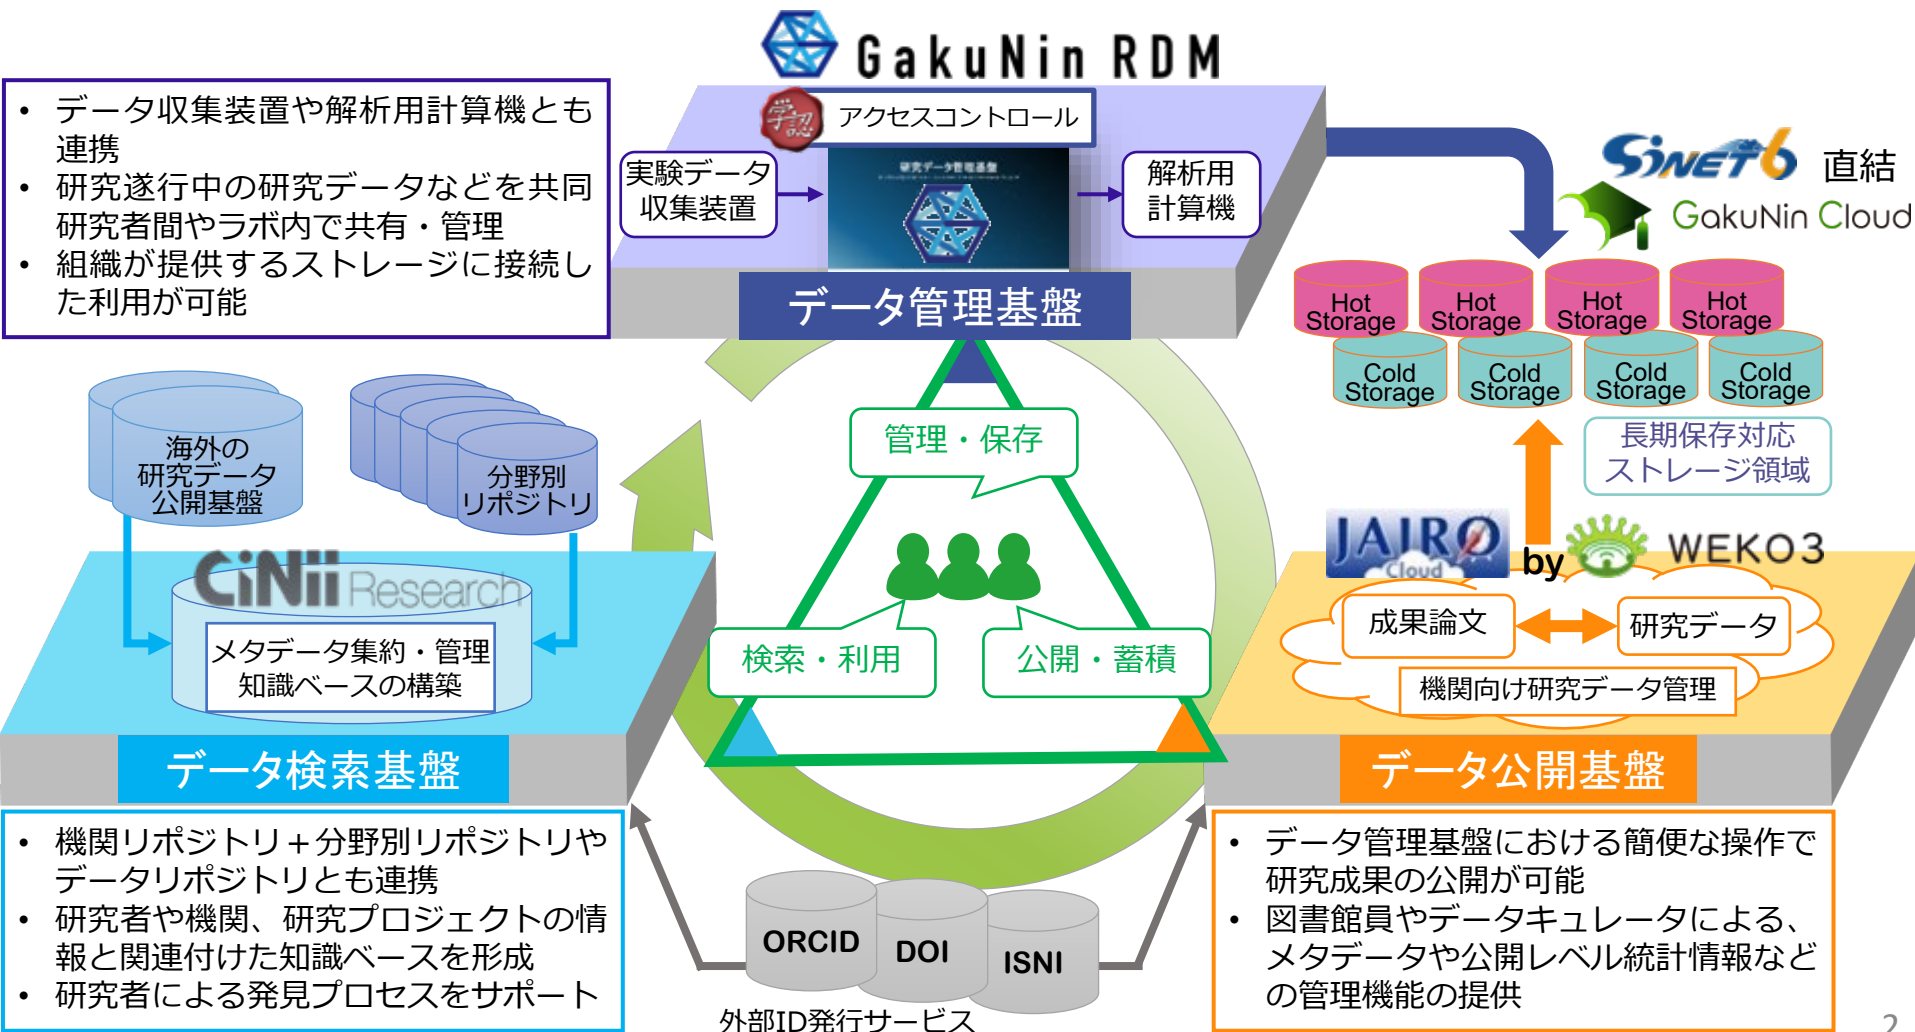 GakuNin RDM
• データ収集装置や解析用計算機とも
連携
• 研究遂行中の研究データなどを共同
研究者間やラボ内で共有・管理
• 組織が提供するストレージに接続し
た利用が可能
学認
アクセスコントロール
実験データ
収集装置
研究データ管理基盤
解析用
計算機
データ管理基盤
SINET6 直結
GakuNin Cloud
Hot
Storage
Hot
Storage
Hot
Storage
Hot
Storage
Cold
Storage
Cold
Storage
Cold
Storage
Cold
Storage
長期保存対応
ストレージ領域
海外の
研究データ
公開基盤
分野別
リポジトリ
CiNii Research
メタデータ集約・管理
知識ベースの構築
データ検索基盤
管理・保存
検索・利用
公開・蓄積
JAIRO
Cloud
by
WEKO3
成果論文
研究データ
機関向け研究データ管理
データ公開基盤
• 機関リポジトリ+分野別リポジトリや
データリポジトリとも連携
• 研究者や機関、研究プロジェクトの情
報と関連付けた知識ベースを形成
• 研究者による発見プロセスをサポート
ORCID
DOI
ISNI
外部ID発行サービス
• データ管理基盤における簡便な操作で
研究成果の公開が可能
• 図書館員やデータキュレータによる、
メタデータや公開レベル統計情報など
の管理機能の提供
2